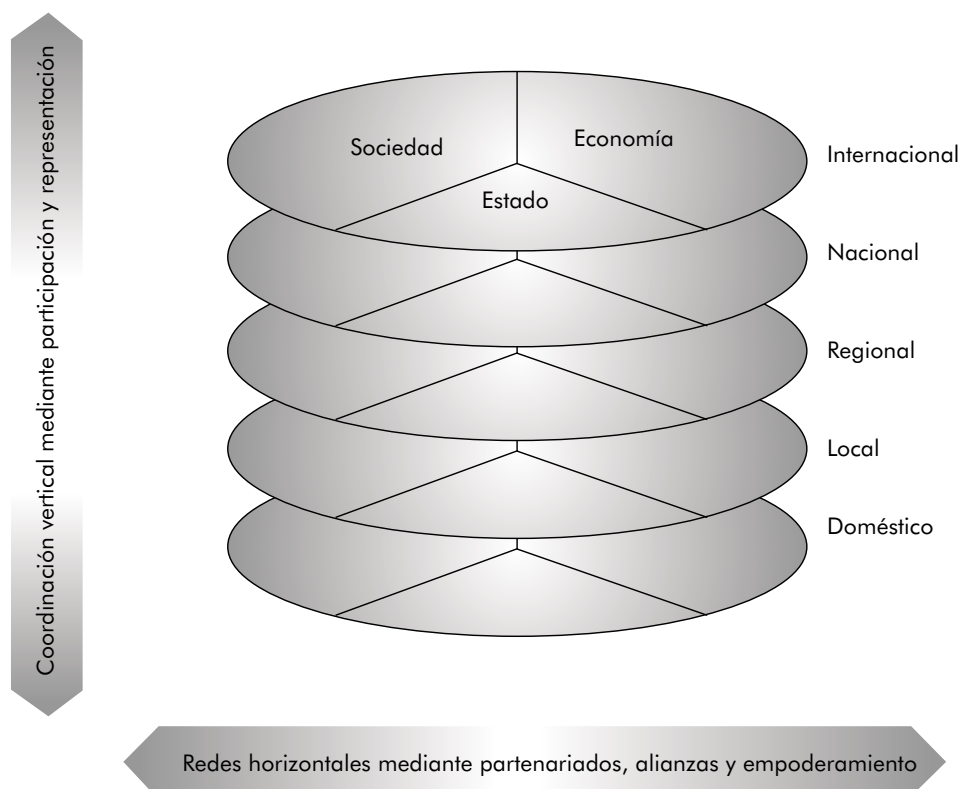 Coordinación vertical mediante participación y representación
Sociedad
Economía
Estado
Internacional
Nacional
Regional
Local
Doméstico
Redes horizontales mediante partenariados, alianzas y empoderamiento